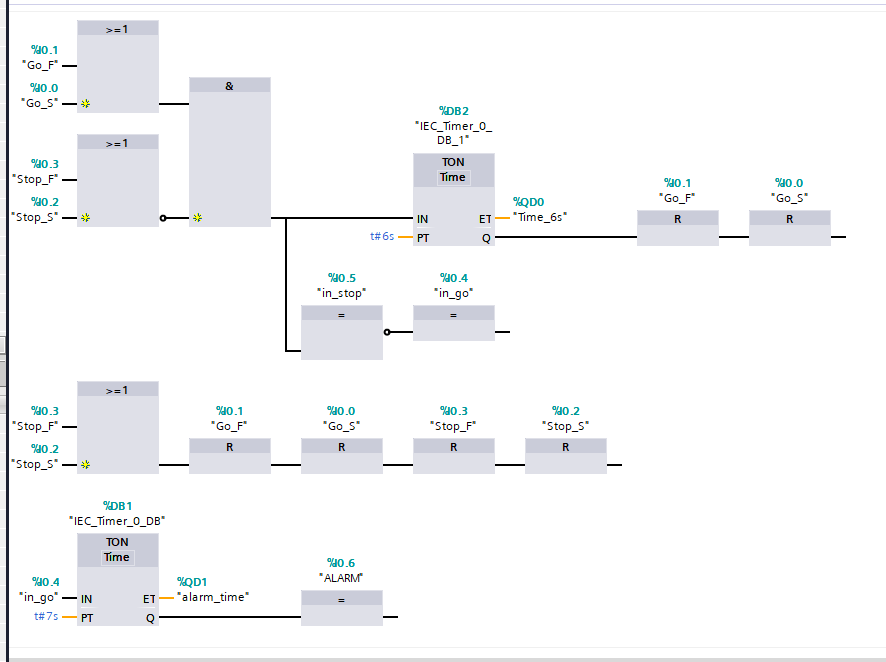 >=1
%I0.1
"Go_F"
%I0.0
"Go_S"
&
>=1
%I0.3
"Stop_F"
%I0.2
"Stop_S"
%DB2
"IEC_Timer_0_
DB_1"
TON
Time
IN
ET
%QD0
"Time_6s"
t#6s
PT
Q
%I0.1
"Go_F"
R
%I0.0
"Go_S"
R
%I0.5
"in_stop"
=
%I0.4
"in_go"
=
>=1
%I0.3
"Stop_F"
%I0.2
"Stop_S"
%I0.1
"Go_F"
R
%I0.0
"Go_S"
R
%I0.3
"Stop_F"
R
%I0.2
"Stop_S"
R
%DB1
"IEC_Timer_0_DB"
TON
Time
%I0.4
"in_go"
IN
ET
%QD1
"alarm_time"
t#7s
PT
Q
%I0.6
"ALARM"
=